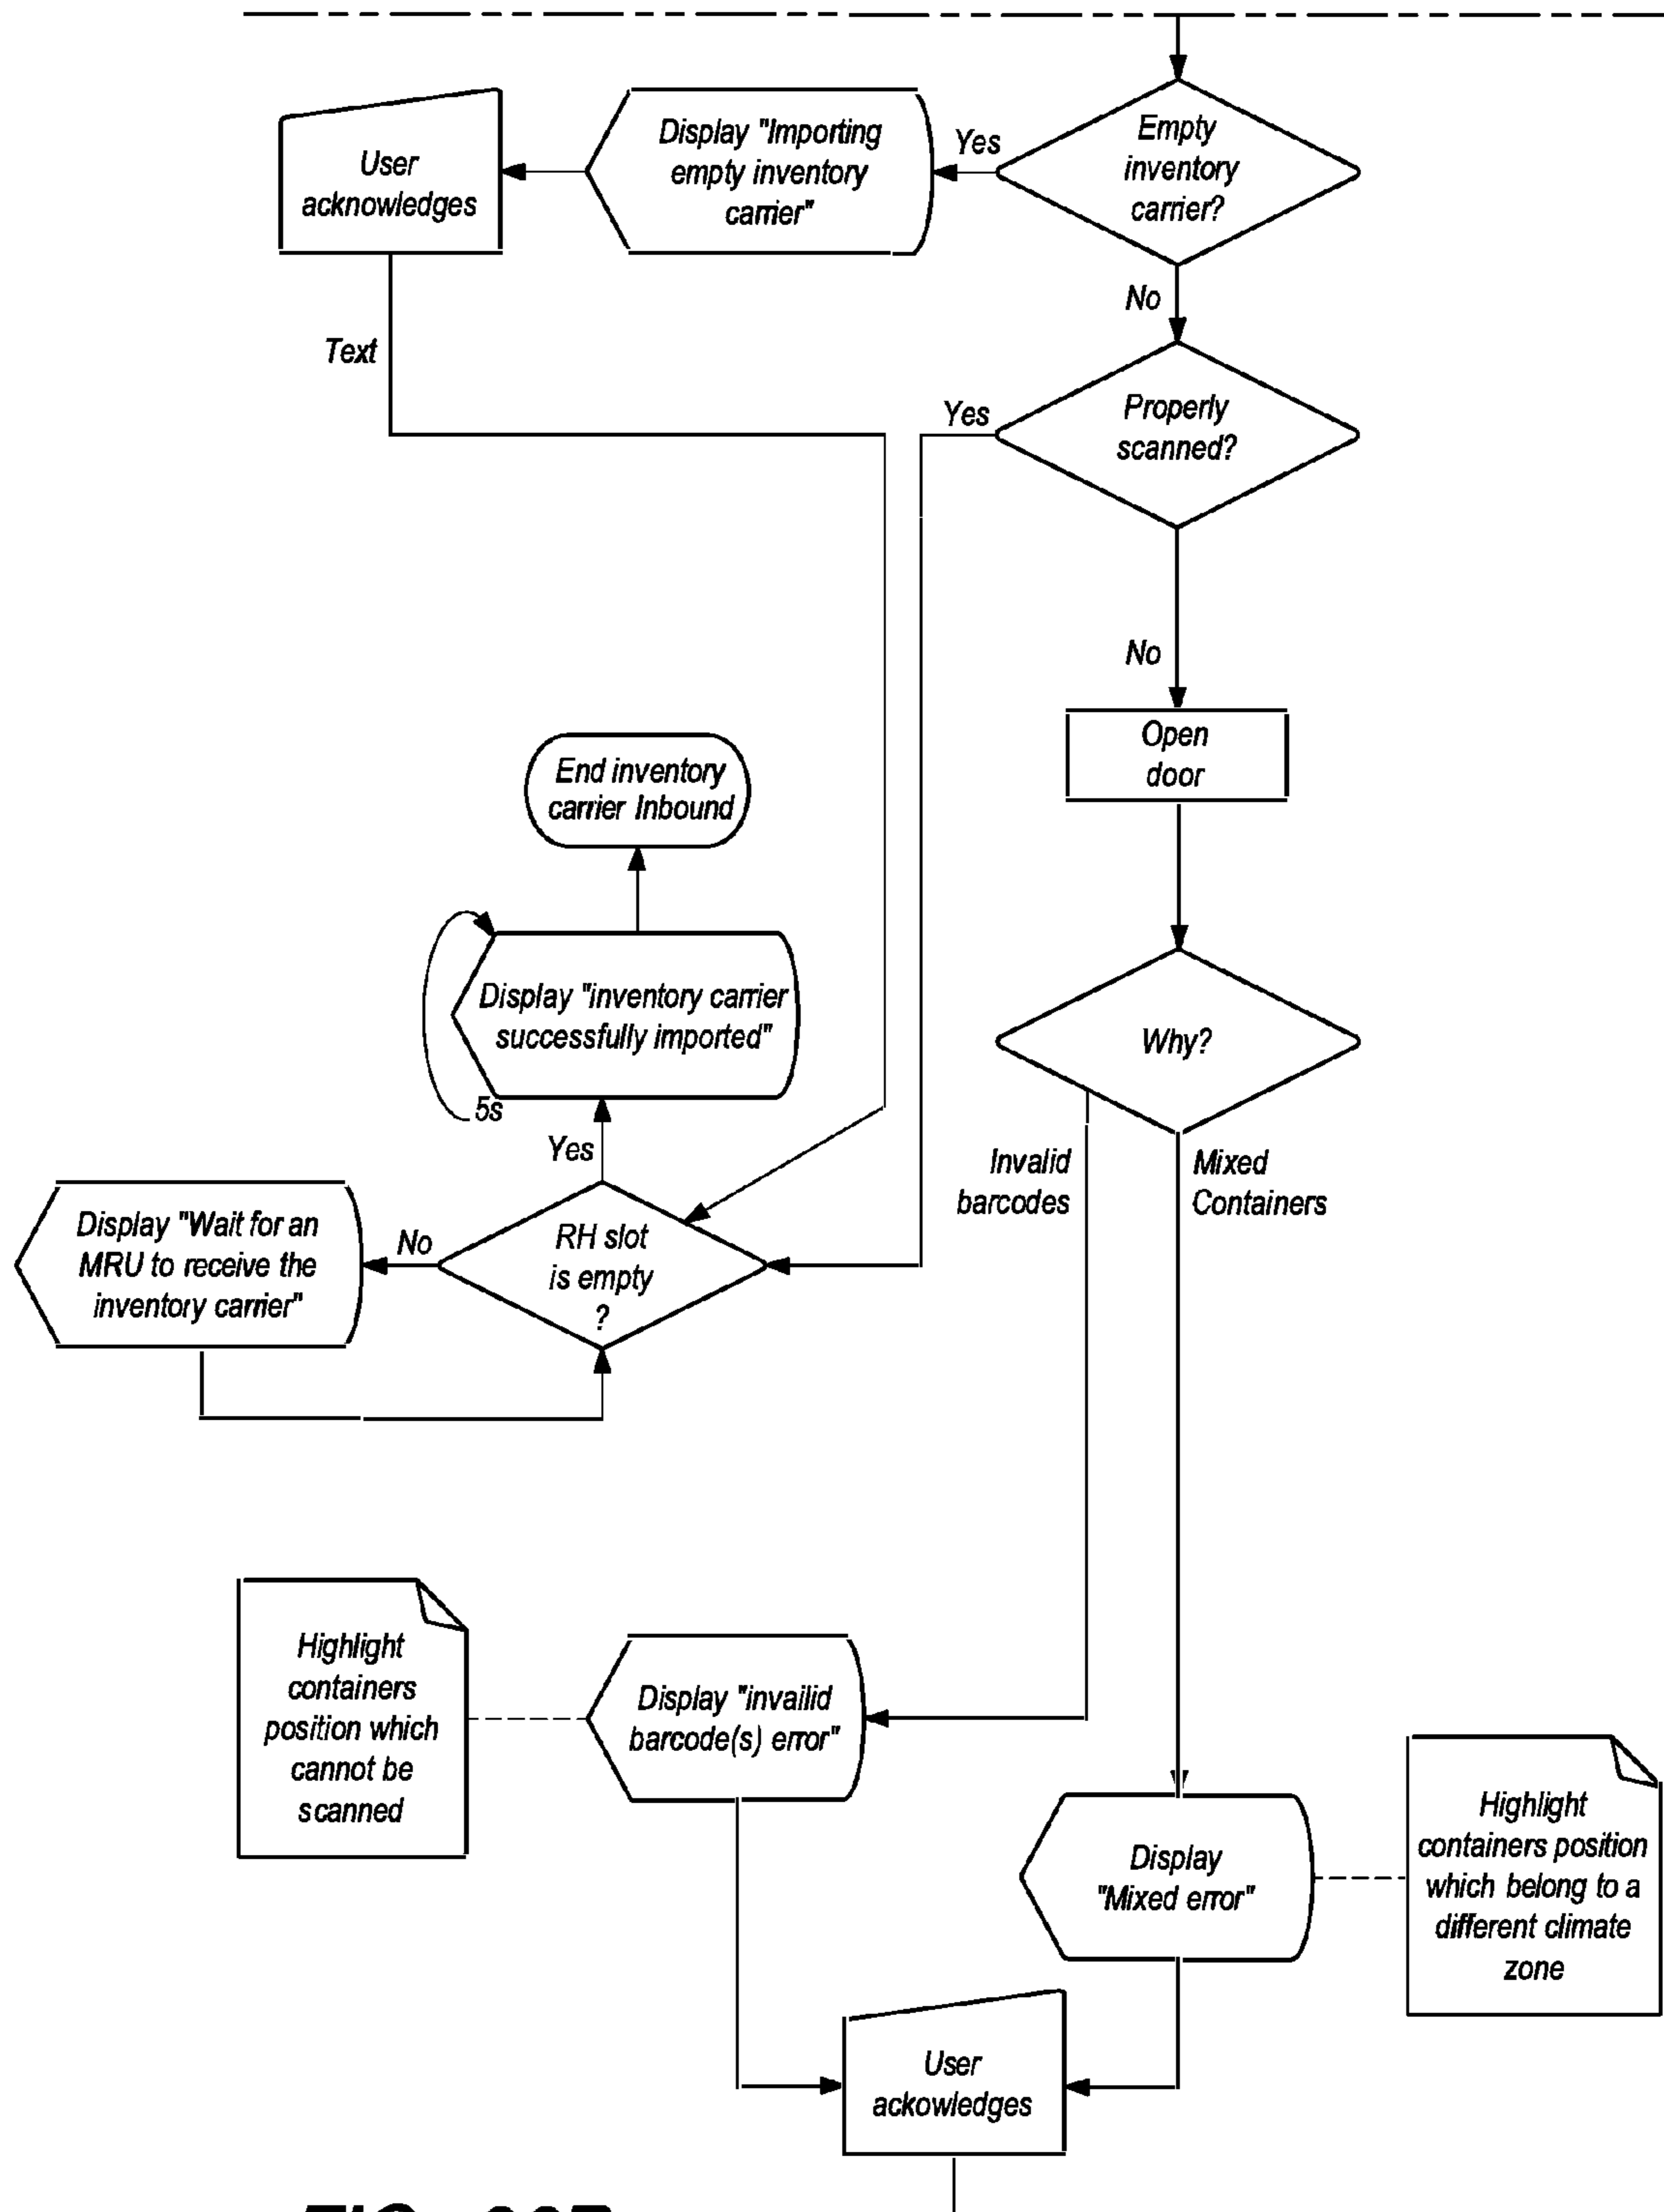 Empty
inventory
carrier?
Yes
Display "Importing
empty inventory
carrier"
User
acknowledges
Text
No
Properly
scanned?
Yes
No
Open
door
Why?
Invalid
barcodes
Mixed
Containers
End inventory
carrier Inbound
Display "inventory carrier
successfully imported"
5s
Yes
RH slot
is empty
?
No
Display "Wait for an
MRU to receive the
inventory carrier"
Highlight
containers
position which
cannot be
scanned
Display "invailid
barcode(s) error"
Display
"Mixed error"
Highlight
containers position
which belong to a
different climate
zone
User
ackowledges